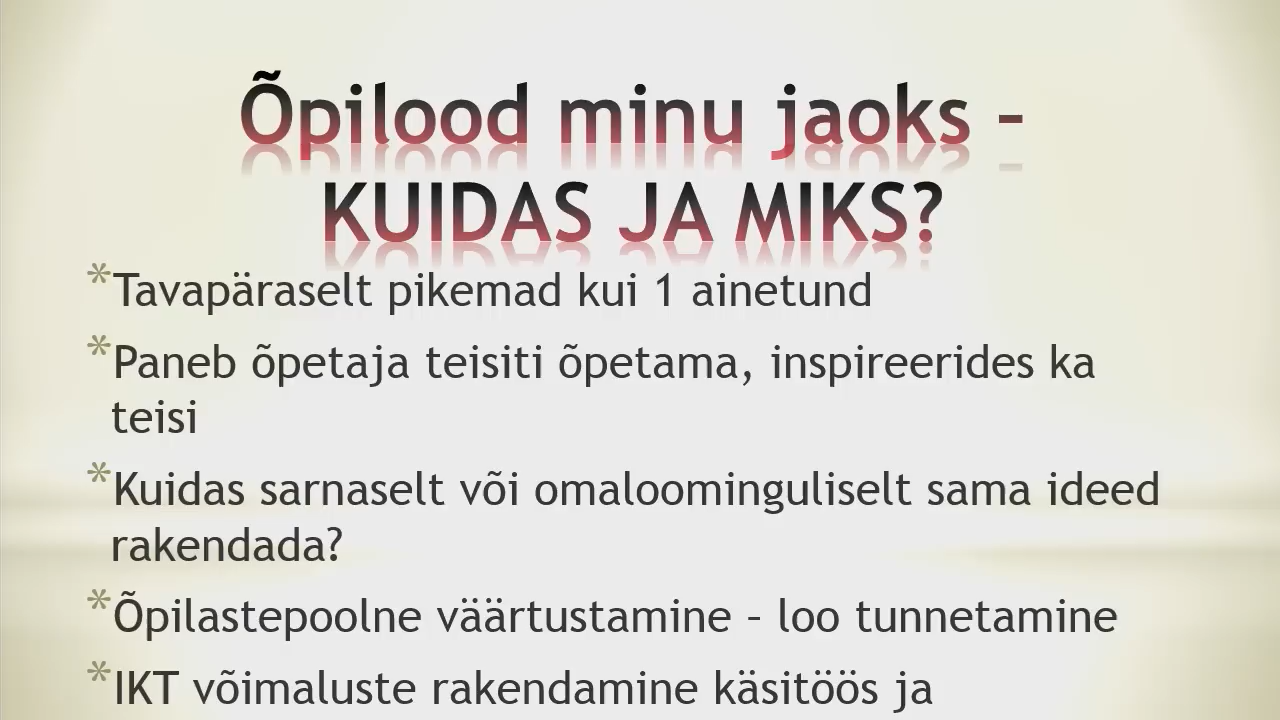 Õpilood minu jaoks –
KUIDAS JA MIKS?
*Tavapäraselt pikemad kui 1 ainetund
*Paneb õpetaja teisiti õpetama, inspireerides ka
teisi
*Kuidas sarnaselt või omaloominguliselt sama ideed
rakendada?
*Õpilastepoolne väärtustamine – loo tunnetamine
*IKT võimaluste rakendamine käsitöös ja